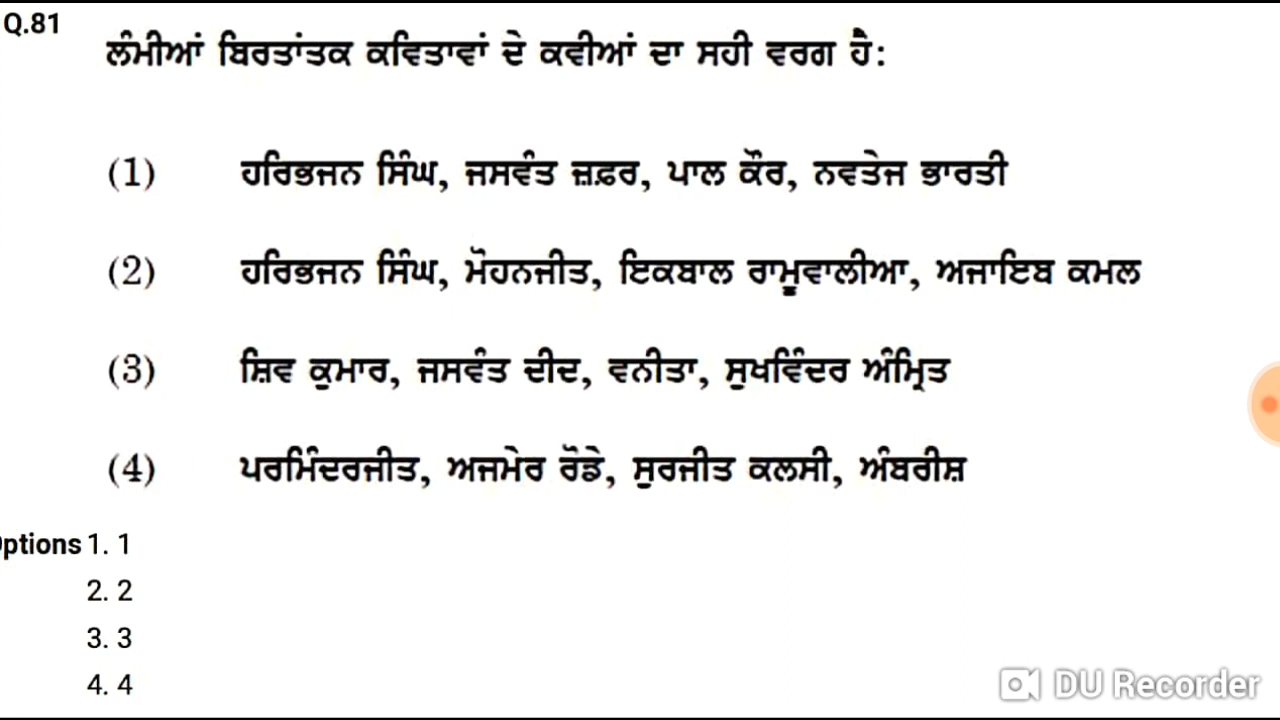 Q.81
ਲੰਮੀਆਂ ਬਿਰਤਾਂਤਕ ਕਵਿਤਾਵਾਂ ਦੇ ਕਵੀਆਂ ਦਾ ਸਹੀ ਵਰਗ ਹੈ:
(1) ਹਰਿਭਜਨ ਸਿੰਘ, ਜਸਵੰਤ ਜ਼ਫ਼ਰ, ਪਾਲ ਕੌਰ, ਨਵਤੇਜ ਭਾਰਤੀ
(2) ਹਰਿਭਜਨ ਸਿੰਘ, ਮੋਹਨਜੀਤ, ਇਕਬਾਲ ਰਾਮੂਵਾਲੀਆ, ਅਜਾਇਬ ਕਮਲ
(3) ਸ਼ਿਵ ਕੁਮਾਰ, ਜਸਵੰਤ ਦੀਦ, ਵਨੀਤਾ, ਸੁਖਵਿੰਦਰ ਅੰਮ੍ਰਿਤ
(4) ਪਰਮਿੰਦਰਜੀਤ, ਅਜਮੇਰ ਰੋਡੇ, ਸੁਰਜੀਤ ਕਲਸੀ, ਅੰਬਰੀਸ਼
ptions 1. 1
2. 2
3. 3
4. 4
DU Recorder